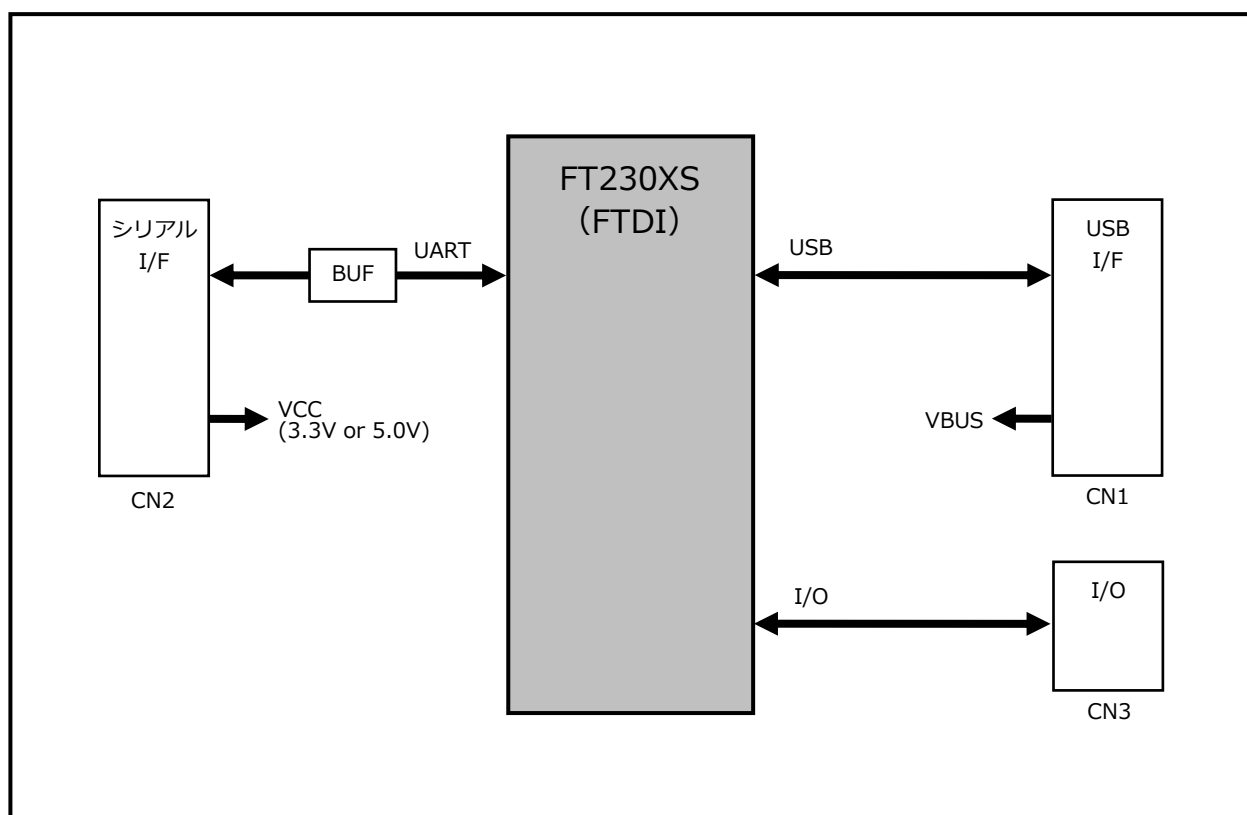 FT230XS
（FTDI）
シリアル
I/F
BUF
UART
VCC
(3.3V or 5.0V)
CN2
USB
USB
I/F
VBUS
CN1
I/O
I/O
CN3